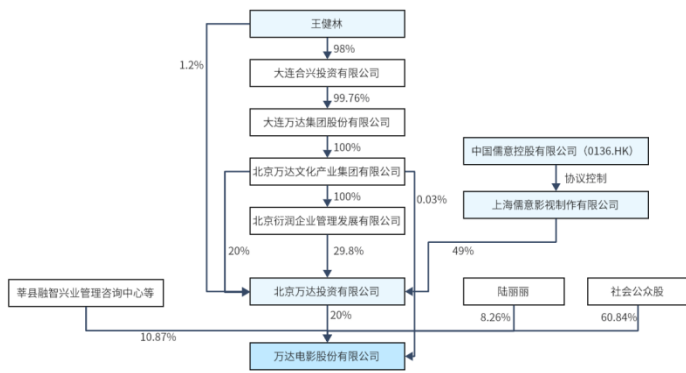 王健林
1.2%
98%
大连合兴投资有限公司
99.76%
大连万达集团股份有限公司
100%
中国儒意控股有限公司（0136.HK）
北京万达文化产业集团有限公司
协议控制
100%
0.03%
上海儒意影视制作有限公司
北京衍润企业管理发展有限公司
20%
29.8%
49%
莘县融智兴业管理咨询中心等
北京万达投资有限公司
陆丽丽
社会公众股
20%
8.26%
60.84%
10.87%
万达电影股份有限公司